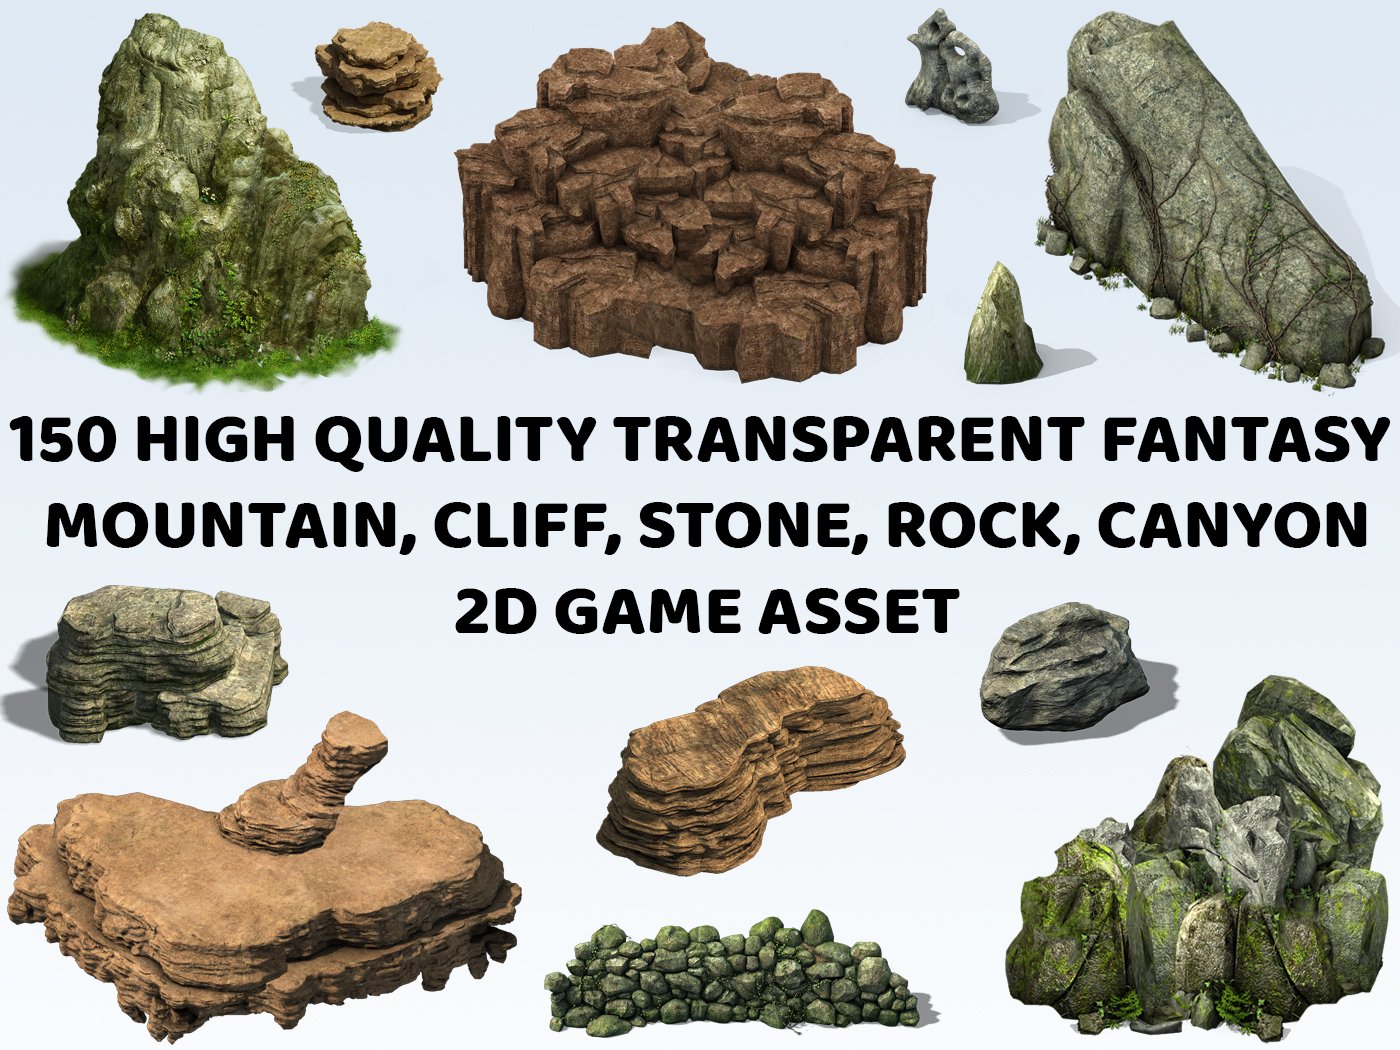 150 HIGH QUALITY TRANSPARENT FANTASY
MOUNTAIN, CLIFF, STONE, ROCK, CANYON
2D GAME ASSET